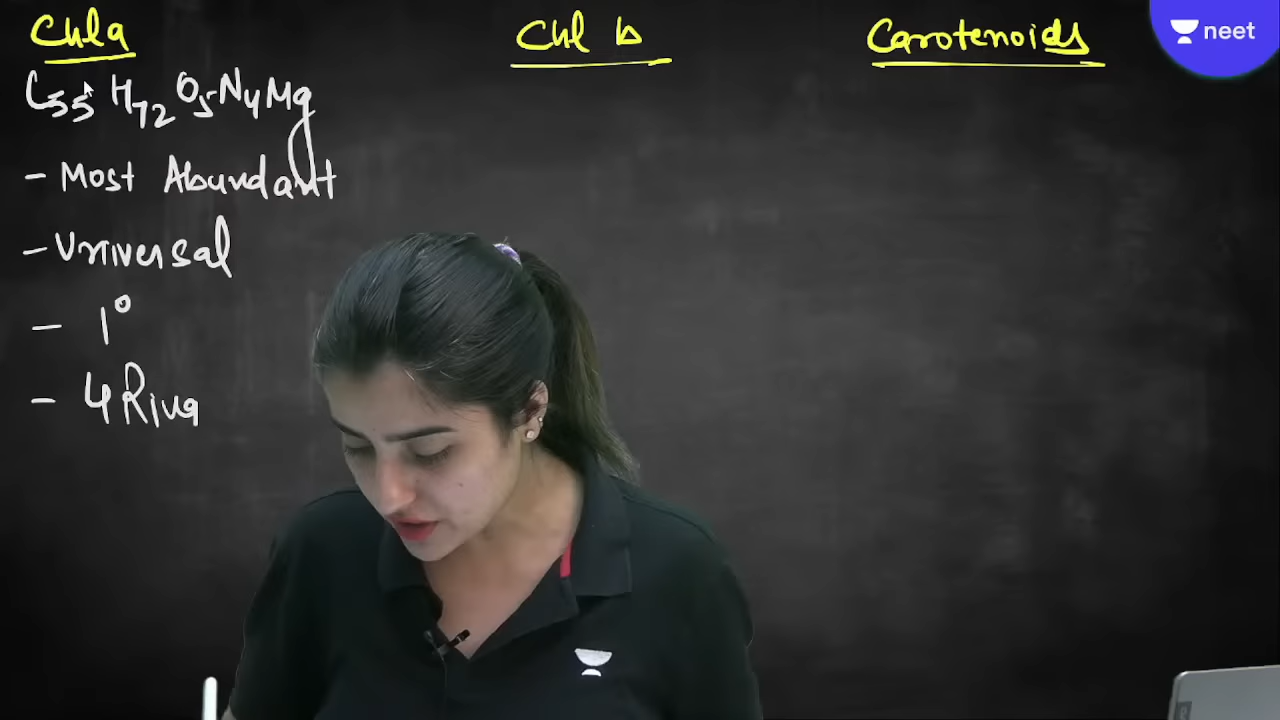 Chl a
Chl b
Carotenoids
neet
C55 H72 O5 N4 Mg
- Most Abundant
- Universal
- 1°
- 4 Ring